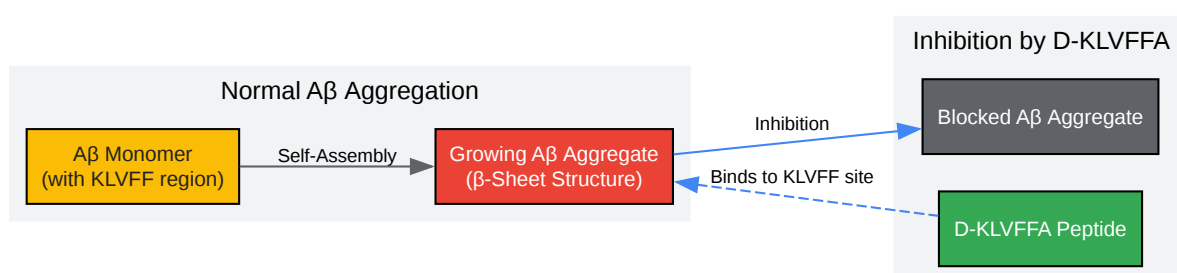 Normal Aβ Aggregation
Aβ Monomer
(with KLVFF region)
Self-Assembly
Growing Aβ Aggregate
(β-Sheet Structure)
Inhibition
Binds to KLVFF site
Inhibition by D-KLVFFA
Blocked Aβ Aggregate
D-KLVFFA Peptide